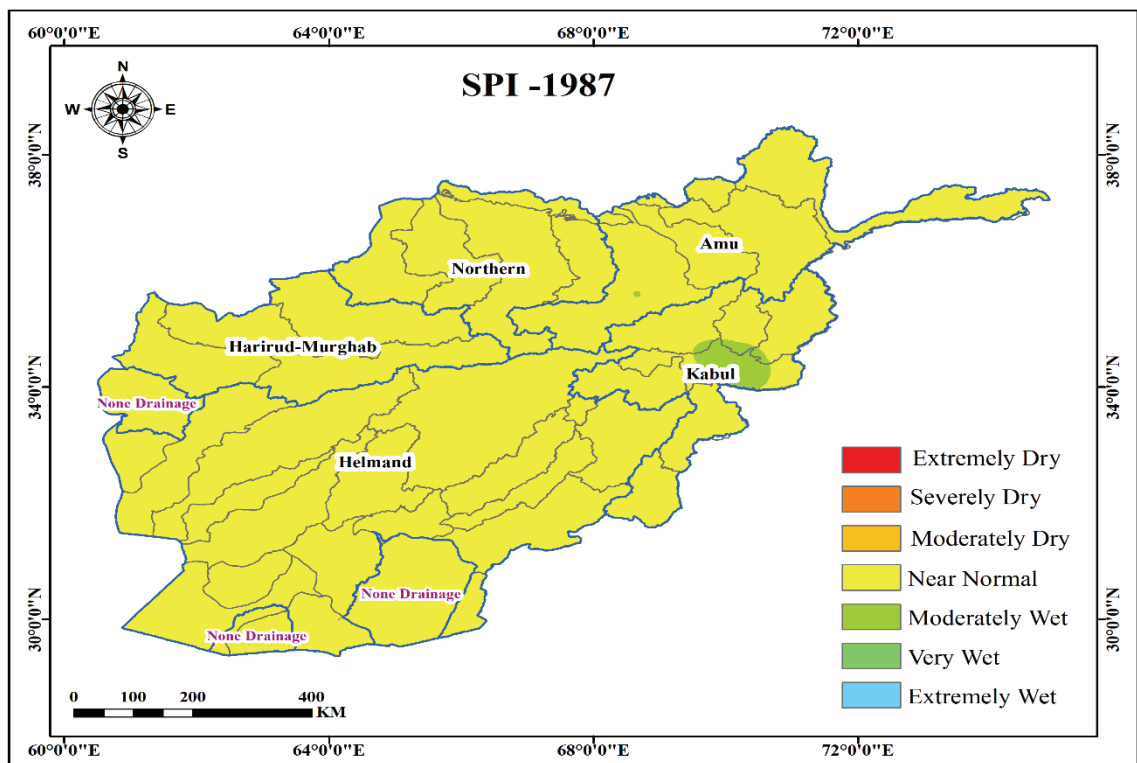 60°0'0"E 64°0'0"E 68°0'0"E 72°0'0"E
SPI -1987
N
W E
S
38°0'0"N 38°0'0"N
Amu
Northern
Harirud-Murghab
Kabul
34°0'0"N 34°0'0"N
None Drainage
Helmand
Extremely Dry
Severely Dry
Moderately Dry
Near Normal
None Drainage
Moderately Wet
30°0'0"N 30°0'0"N
None Drainage
Very Wet
Extremely Wet
0 100 200 400
KM
60°0'0"E 64°0'0"E 68°0'0"E 72°0'0"E